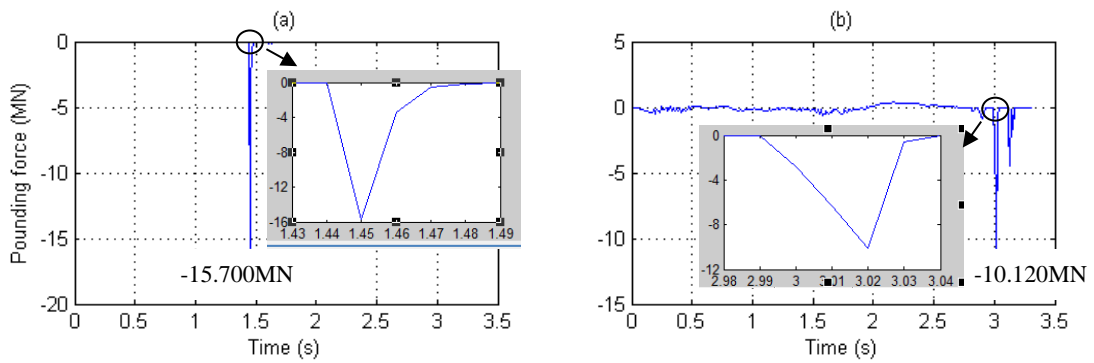 (a)
Pounding force (MN)
0
-5
-10
-15
-20
0 0.5 1 1.5 2 2.5 3 3.5
Time (s)
0
-4
-8
-12
-16
1.43 1.44 1.45 1.46 1.47 1.48 1.49
-15.700MN
(b)
5
0
-5
-10
-15
0 0.5 1 1.5 2 2.5 3.0 3.5
Time (s)
0
-4
-8
-12
2.98 2.99 3 3.01 3.02 3.03 3.04
-10.120MN